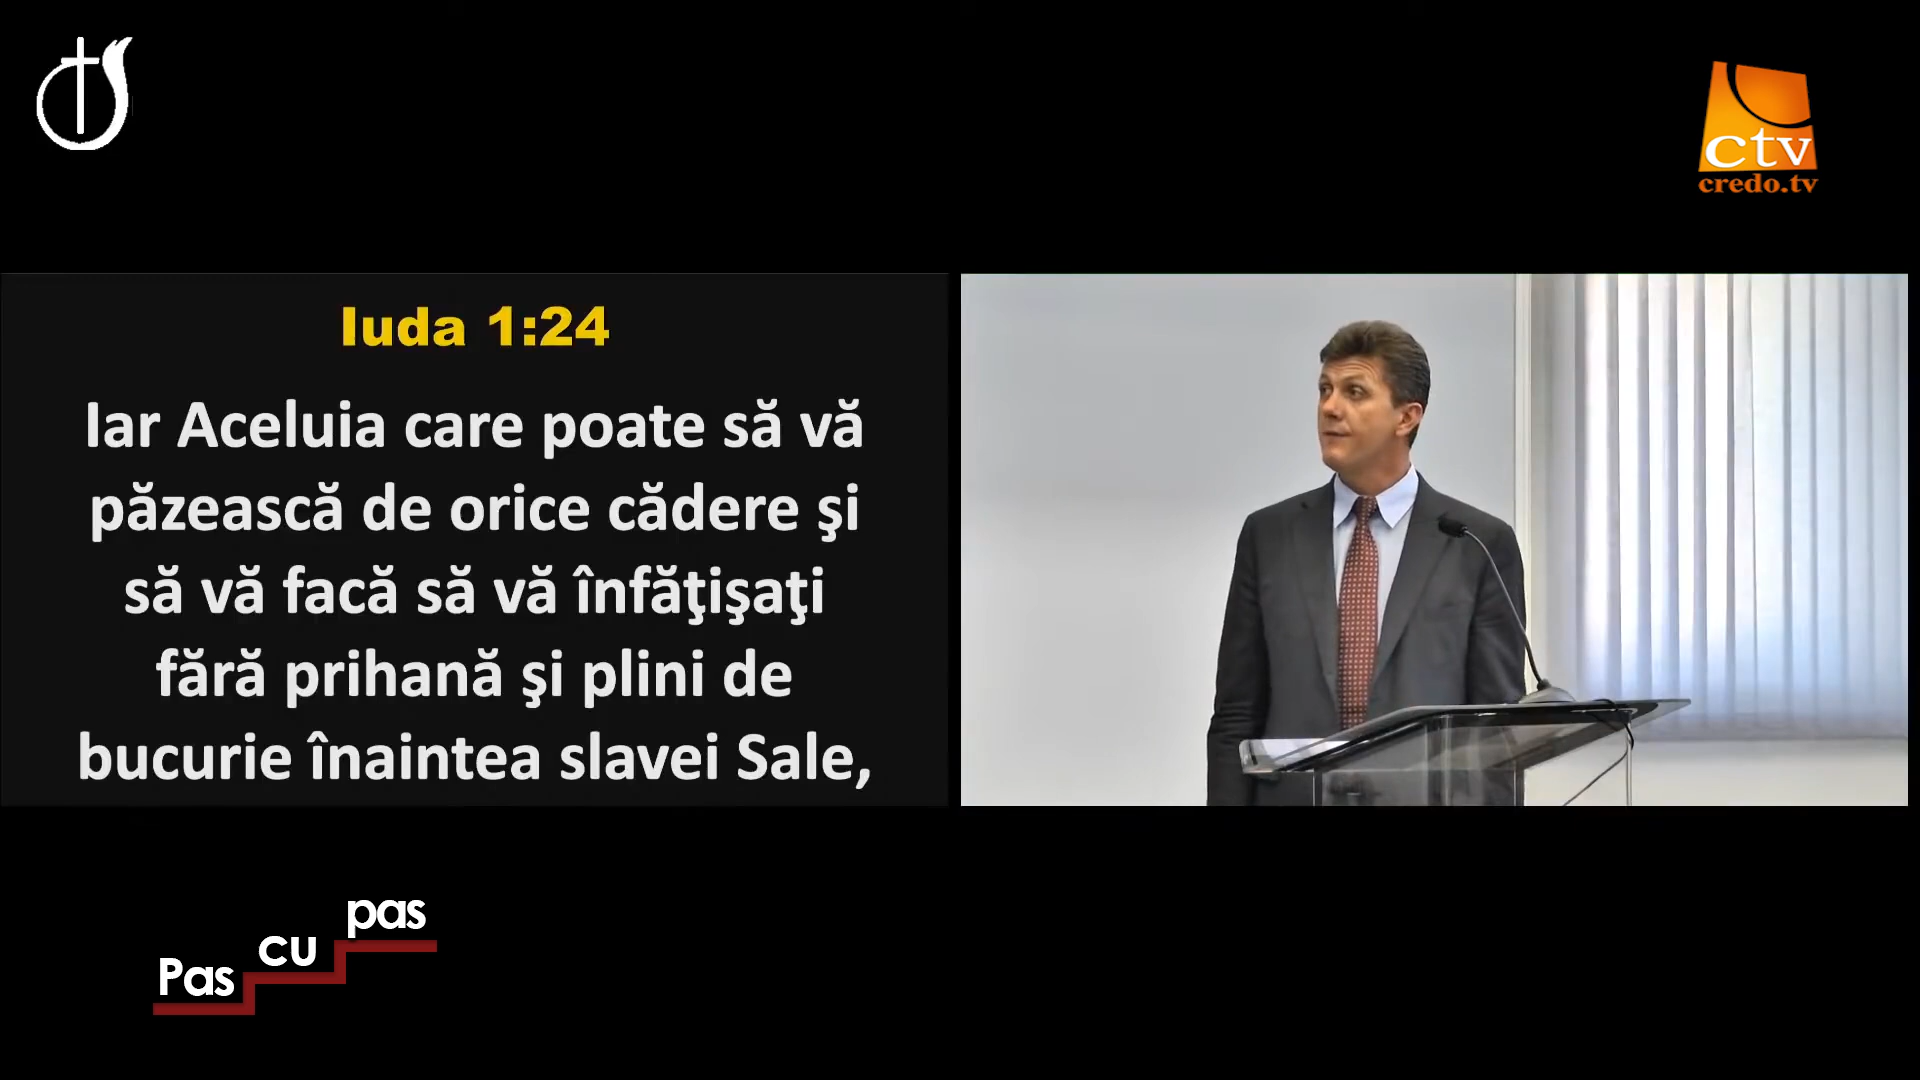 ctv
credo.tv
Iuda 1:24
Iar Aceluia care poate să vă
păzească de orice cădere şi
să vă facă să vă înfăţişaţi
fără prihană şi plini de
bucurie înaintea slavei Sale,
Pas cu pas